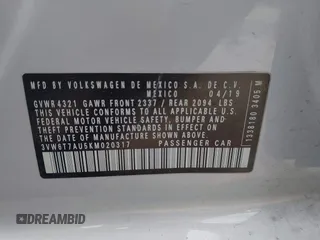 MFD BY VOLKSWAGEN DE MEXICO S.A. DE C.V.
MEXICO 04/19
GVWR 4321 GAWR FRONT 2337 / REAR 2094 LBS
THIS VEHICLE CONFORMS TO ALL APPLICABLE U.S.
FEDERAL MOTOR VEHICLE SAFETY, BUMPER AND
THEFT PREVENTION STANDARDS IN EFFECT ON THE
DATE OF MANUFACTURE SHOWN ABOVE.
3VW6T7AU5KM020317 PASSENGER CAR
1338180 3405 M
DREAMBID